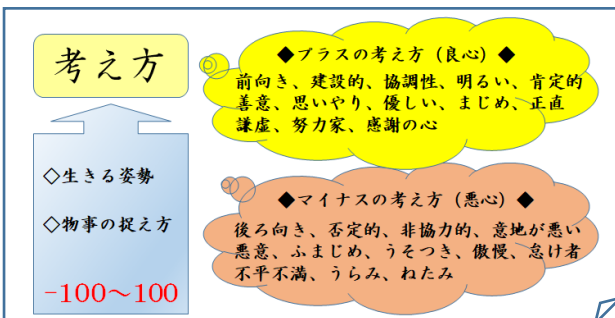 考え方
◇生きる姿勢
◇物事の捉え方
-100～100
◆プラスの考え方（良心）◆
前向き、建設的、協調性、明るい、肯定的
善意、思いやり、優しい、まじめ、正直
謙虚、努力家、感謝の心
◆マイナスの考え方（悪心）◆
後ろ向き、否定的、非協力的、意地が悪い
悪意、ふまじめ、うそつき、傲慢、怠け者
不平不満、うらみ、ねたみ